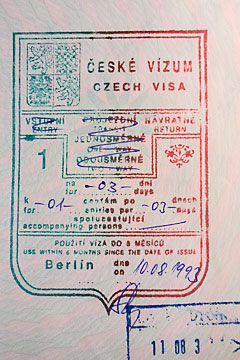 ČESKÉ VÍZUM
CZECH VISA
VSTUPNÍ PRŮJEZDNÍ NÁVRATNÉ
ENTRY TRANSIT RETURN
JEDNOSMĚRNÉ
ONE WAY
OBOUSMĚRNÉ
TWO WAY
1
na -03- dní
for.... days
k -01- cestám po -03- dnech
for.... entries per days
spolucestující
accompanying persons
POUŽITÍ VÍZA DO 6 MĚSÍCŮ
USE WITHIN 6 MONTHS SINCE THE DATE OF ISSUE
Berlin dne
on 10.08.1993
11 08 3